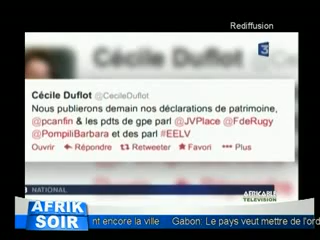 Rediffusion
Cécile Duflot
3
Cécile Duflot @CecileDuflot
Nous publierons demain nos déclarations de patrimoine,
@pcanfin & les pdts de gpe parl @JVPlace @FdeRugy
@PompiliBarbara et des parl #EELV
Ouvrir Répondre Retweeter Favori Plus
NATIONAL
AFRICABLE
TELEVISION
AFRIK
SOIR
nt encore la ville Gabon: Le pays veut mettre de l'ord